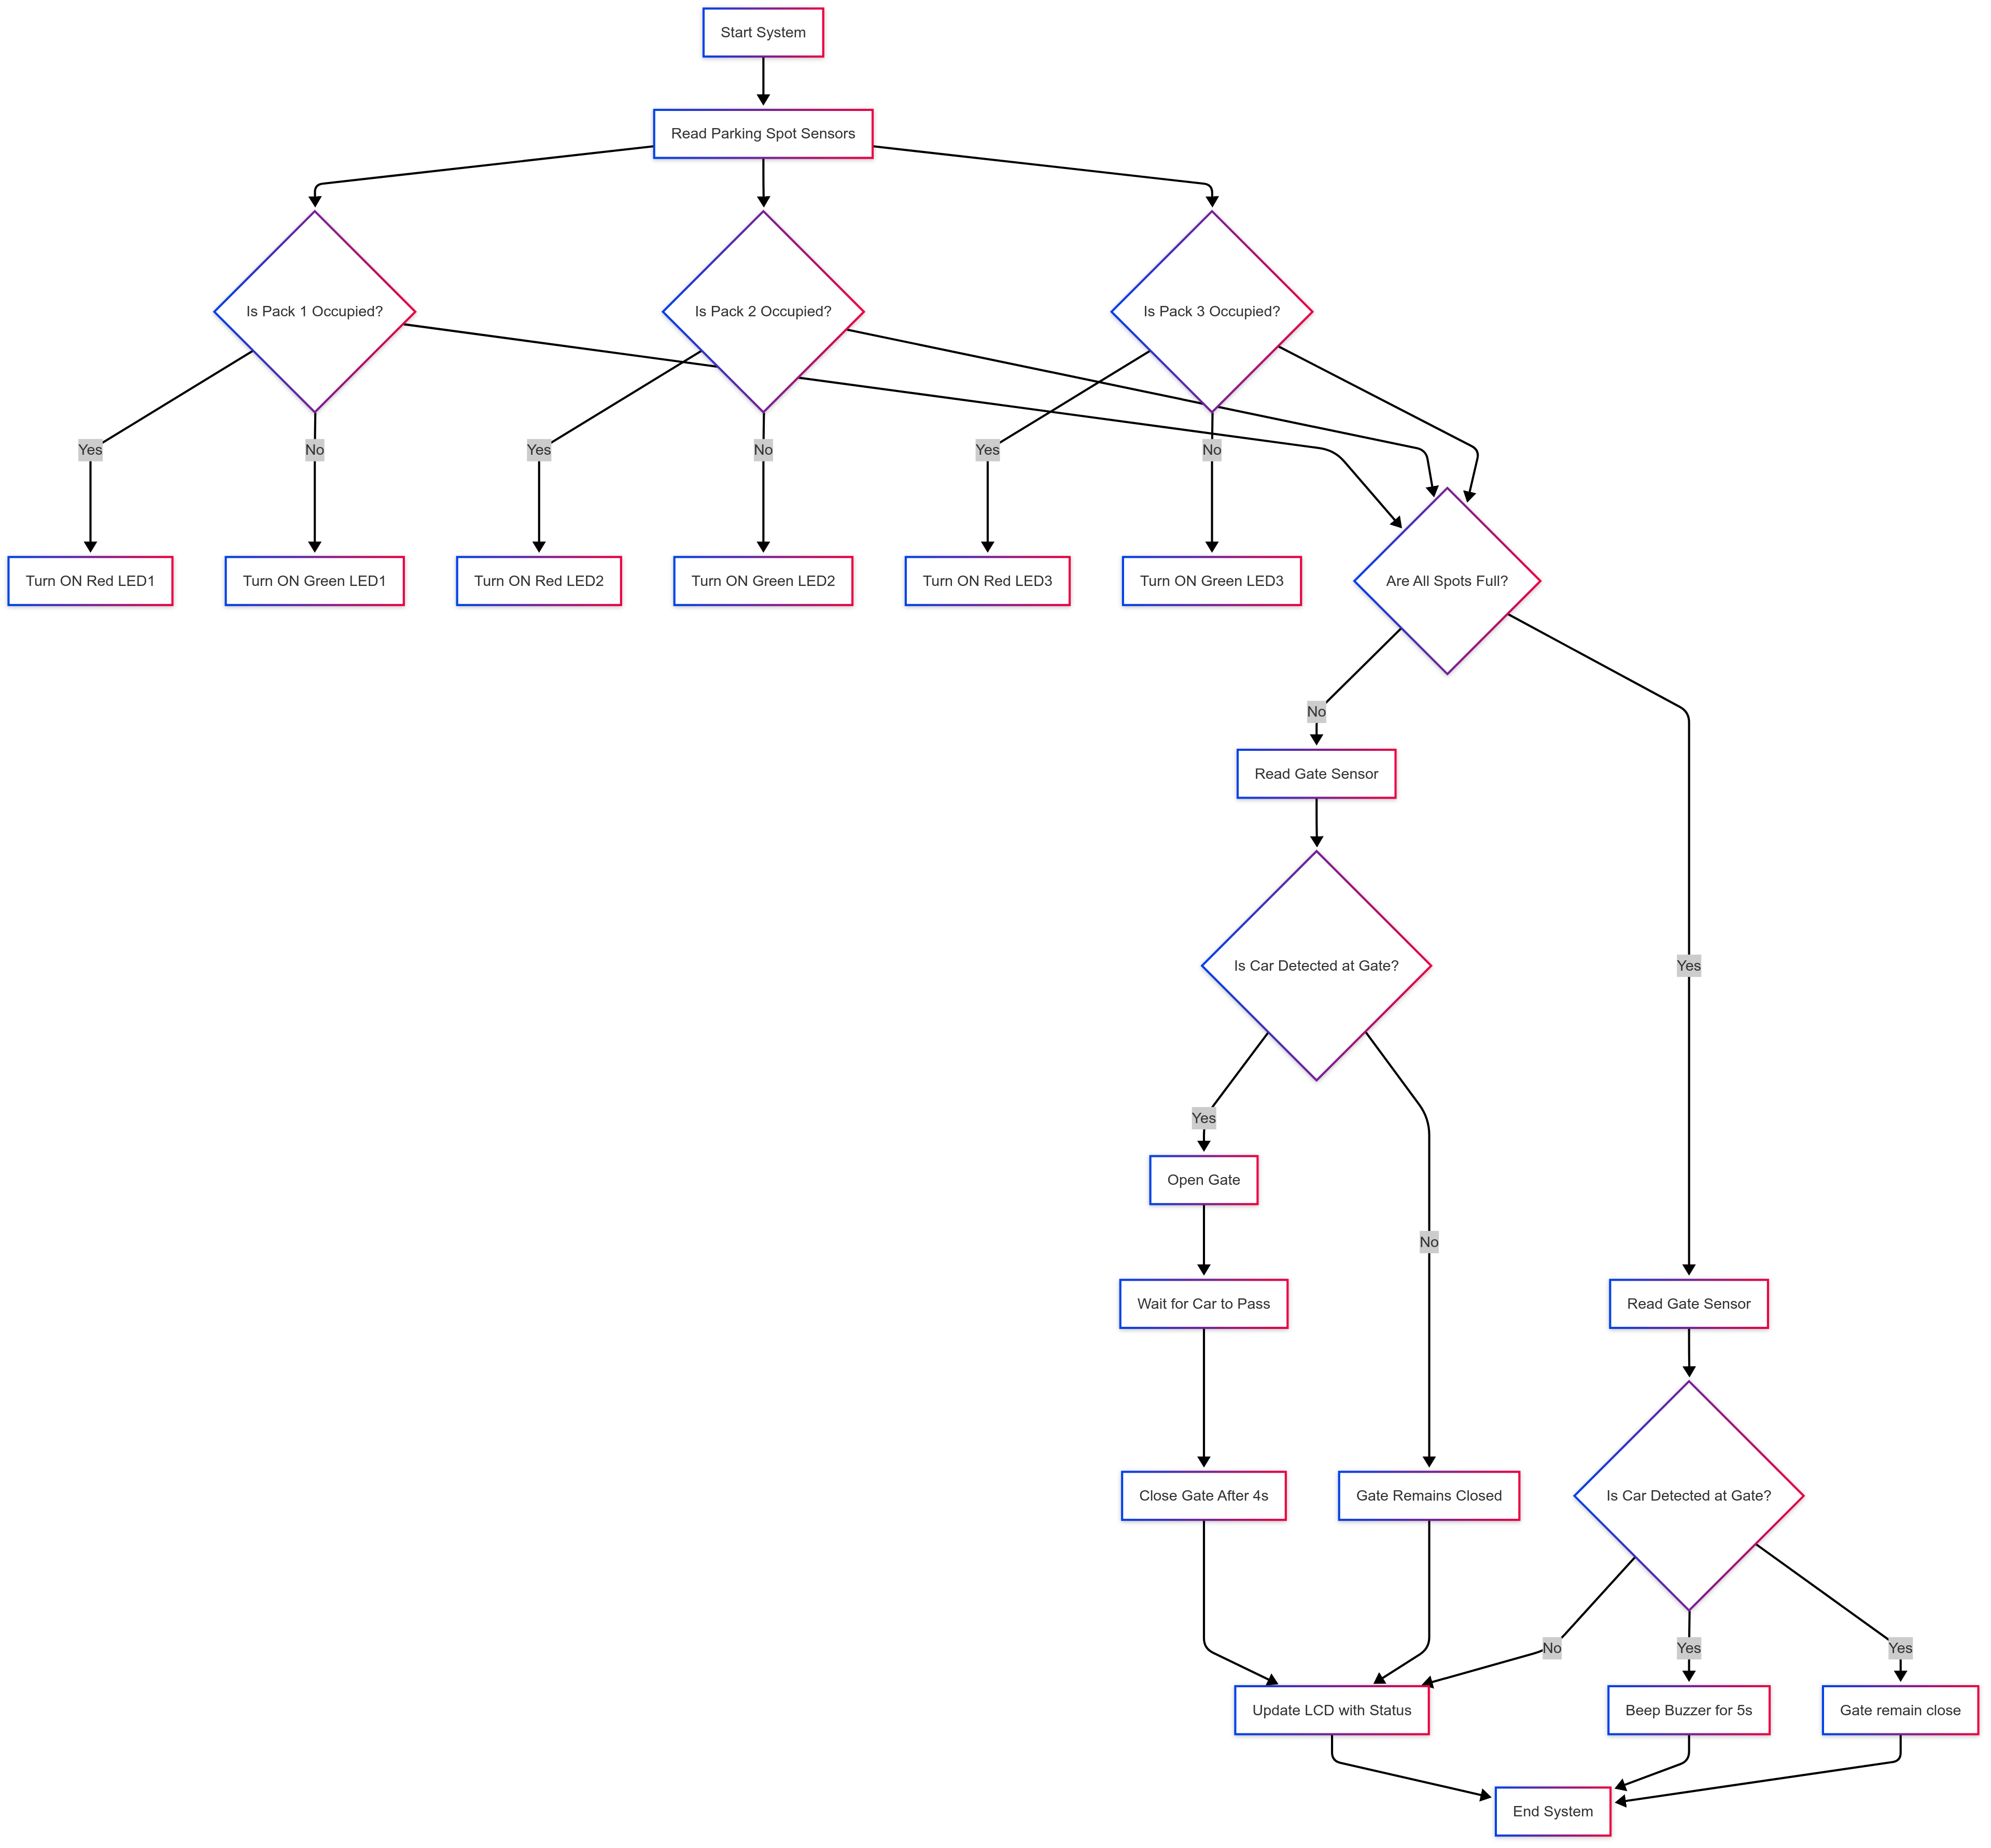 Start System
Read Parking Spot Sensors
Is Pack 1 Occupied?
Is Pack 2 Occupied?
Is Pack 3 Occupied?
Yes
No
Yes
No
Yes
No
Turn ON Red LED1
Turn ON Green LED1
Turn ON Red LED2
Turn ON Green LED2
Turn ON Red LED3
Turn ON Green LED3
Are All Spots Full?
No
Read Gate Sensor
Is Car Detected at Gate?
Yes
Yes
Open Gate
No
Wait for Car to Pass
Read Gate Sensor
Close Gate After 4s
Gate Remains Closed
Is Car Detected at Gate?
No
Yes
Yes
Update LCD with Status
Beep Buzzer for 5s
Gate remain close
End System